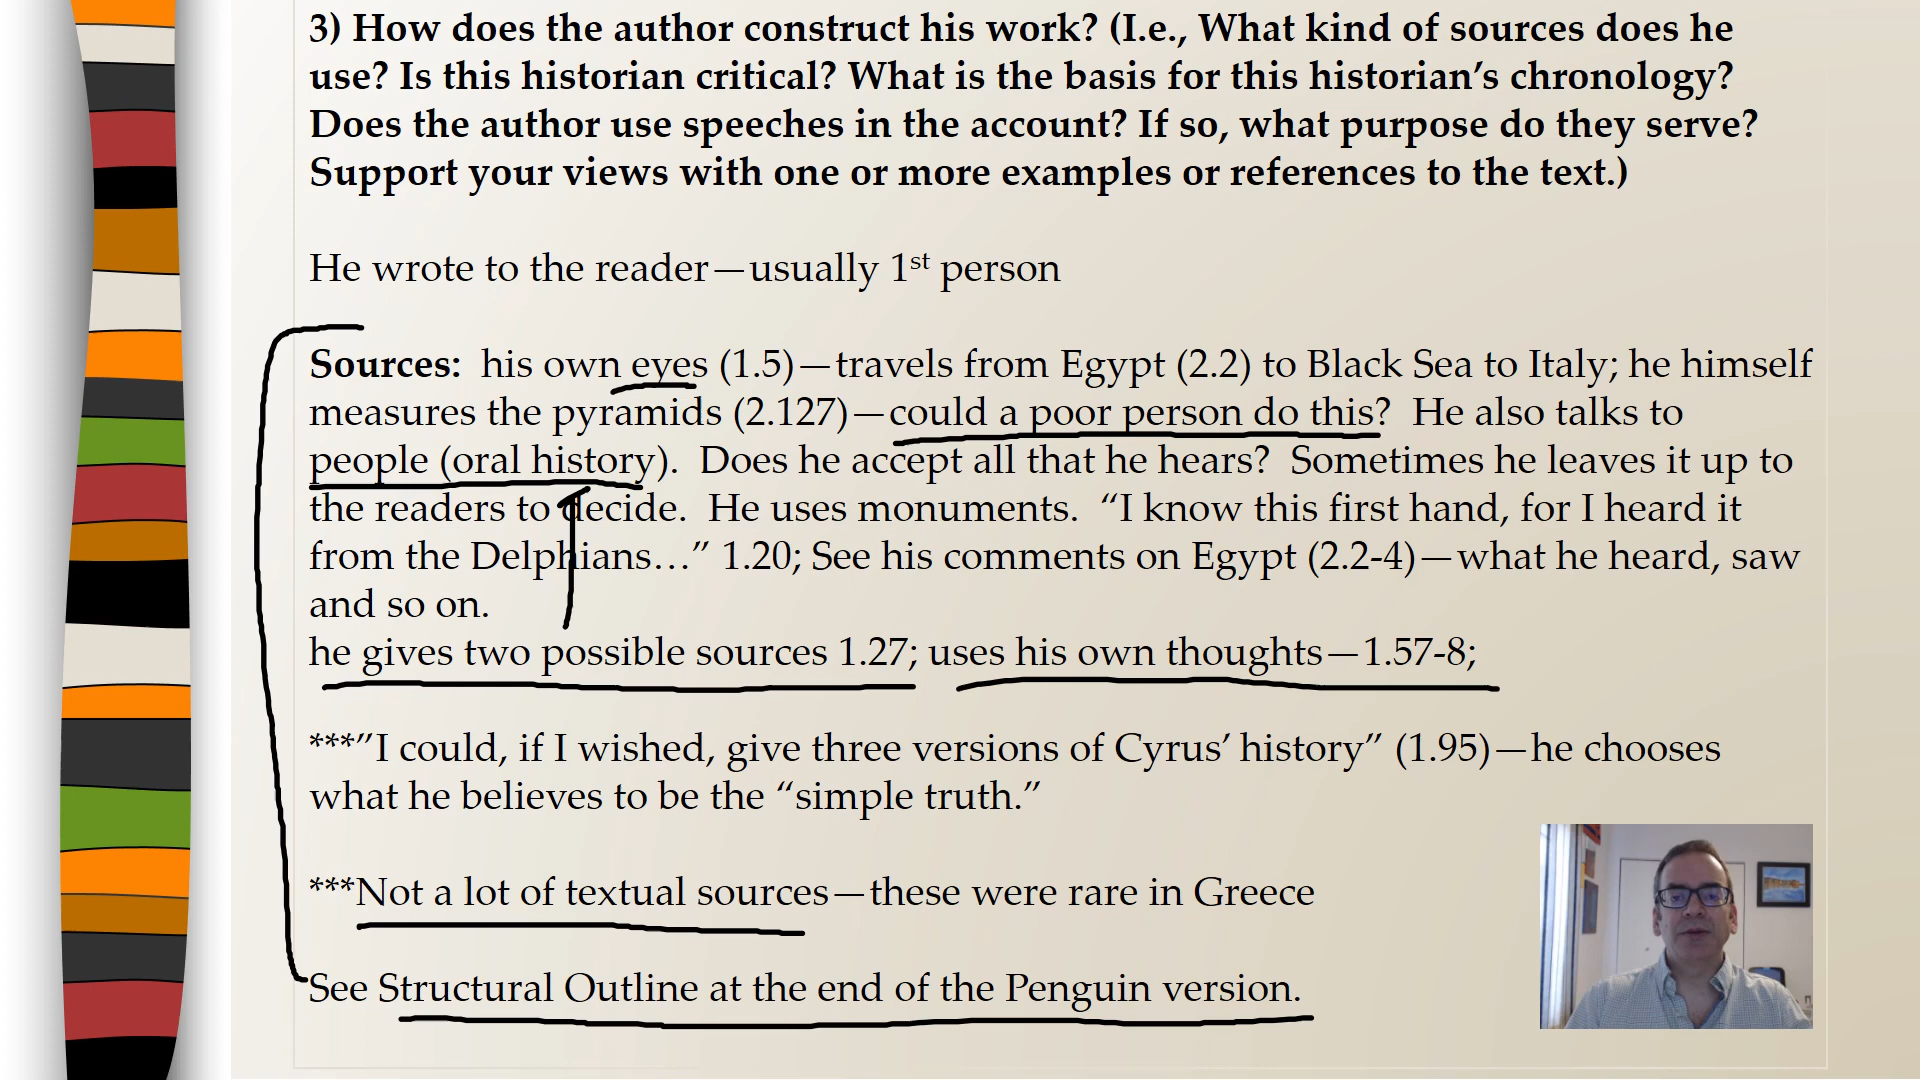 3) How does the author construct his work? (I.e., What kind of sources does he
use? Is this historian critical? What is the basis for this historian’s chronology?
Does the author use speeches in the account? If so, what purpose do they serve?
Support your views with one or more examples or references to the text.)
He wrote to the reader—usually 1st person
Sources:  his own eyes (1.5)—travels from Egypt (2.2) to Black Sea to Italy; he himself
measures the pyramids (2.127)—could a poor person do this?  He also talks to
people (oral history).  Does he accept all that he hears?  Sometimes he leaves it up to
the readers to decide.  He uses monuments.  “I know this first hand, for I heard it
from the Delphians…” 1.20; See his comments on Egypt (2.2-4)—what he heard, saw
and so on.
he gives two possible sources 1.27; uses his own thoughts—1.57-8;
***”I could, if I wished, give three versions of Cyrus’ history” (1.95)—he chooses
what he believes to be the “simple truth.”
***Not a lot of textual sources—these were rare in Greece
See Structural Outline at the end of the Penguin version.